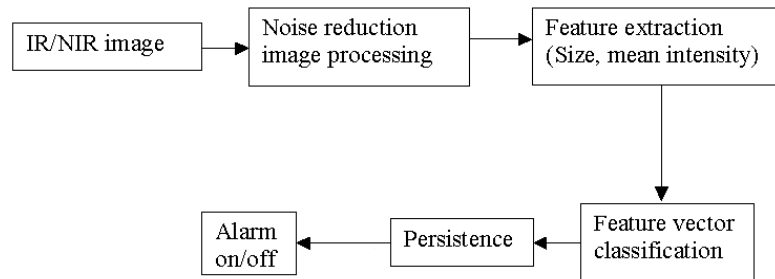 IR/NIR image
Noise reduction
image processing
Feature extraction
(Size, mean intensity)
Feature vector
classification
Persistence
Alarm
on/off